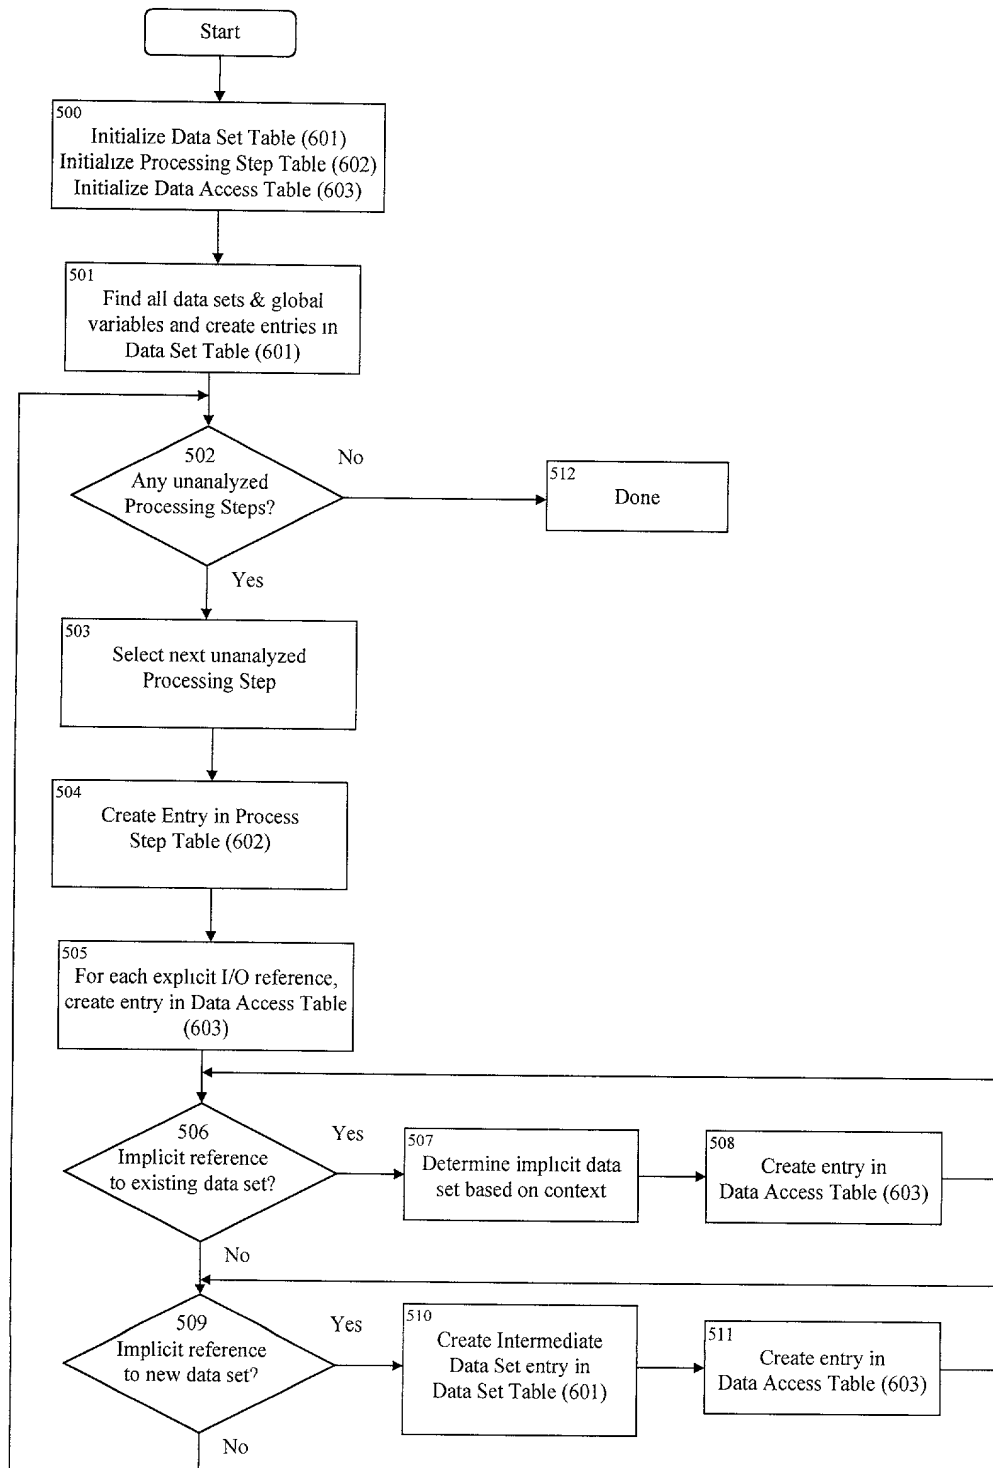 Start
500
Initialize Data Set Table (601)
Initialize Processing Step Table (602)
Initialize Data Access Table (603)
501
Find all data sets & global
variables and create entries in
Data Set Table (601)
502
Any unanalyzed
Processing Steps?
No
512
Done
Yes
503
Select next unanalyzed
Processing Step
504
Create Entry in Process
Step Table (602)
505
For each explicit I/O reference,
create entry in Data Access Table
(603)
506
Implicit reference
to existing data set?
Yes
507
Determine implicit data
set based on context
508
Create entry in
Data Access Table (603)
No
509
Implicit reference
to new data set?
Yes
510
Create Intermediate
Data Set entry in
Data Set Table (601)
511
Create entry in
Data Access Table (603)
No